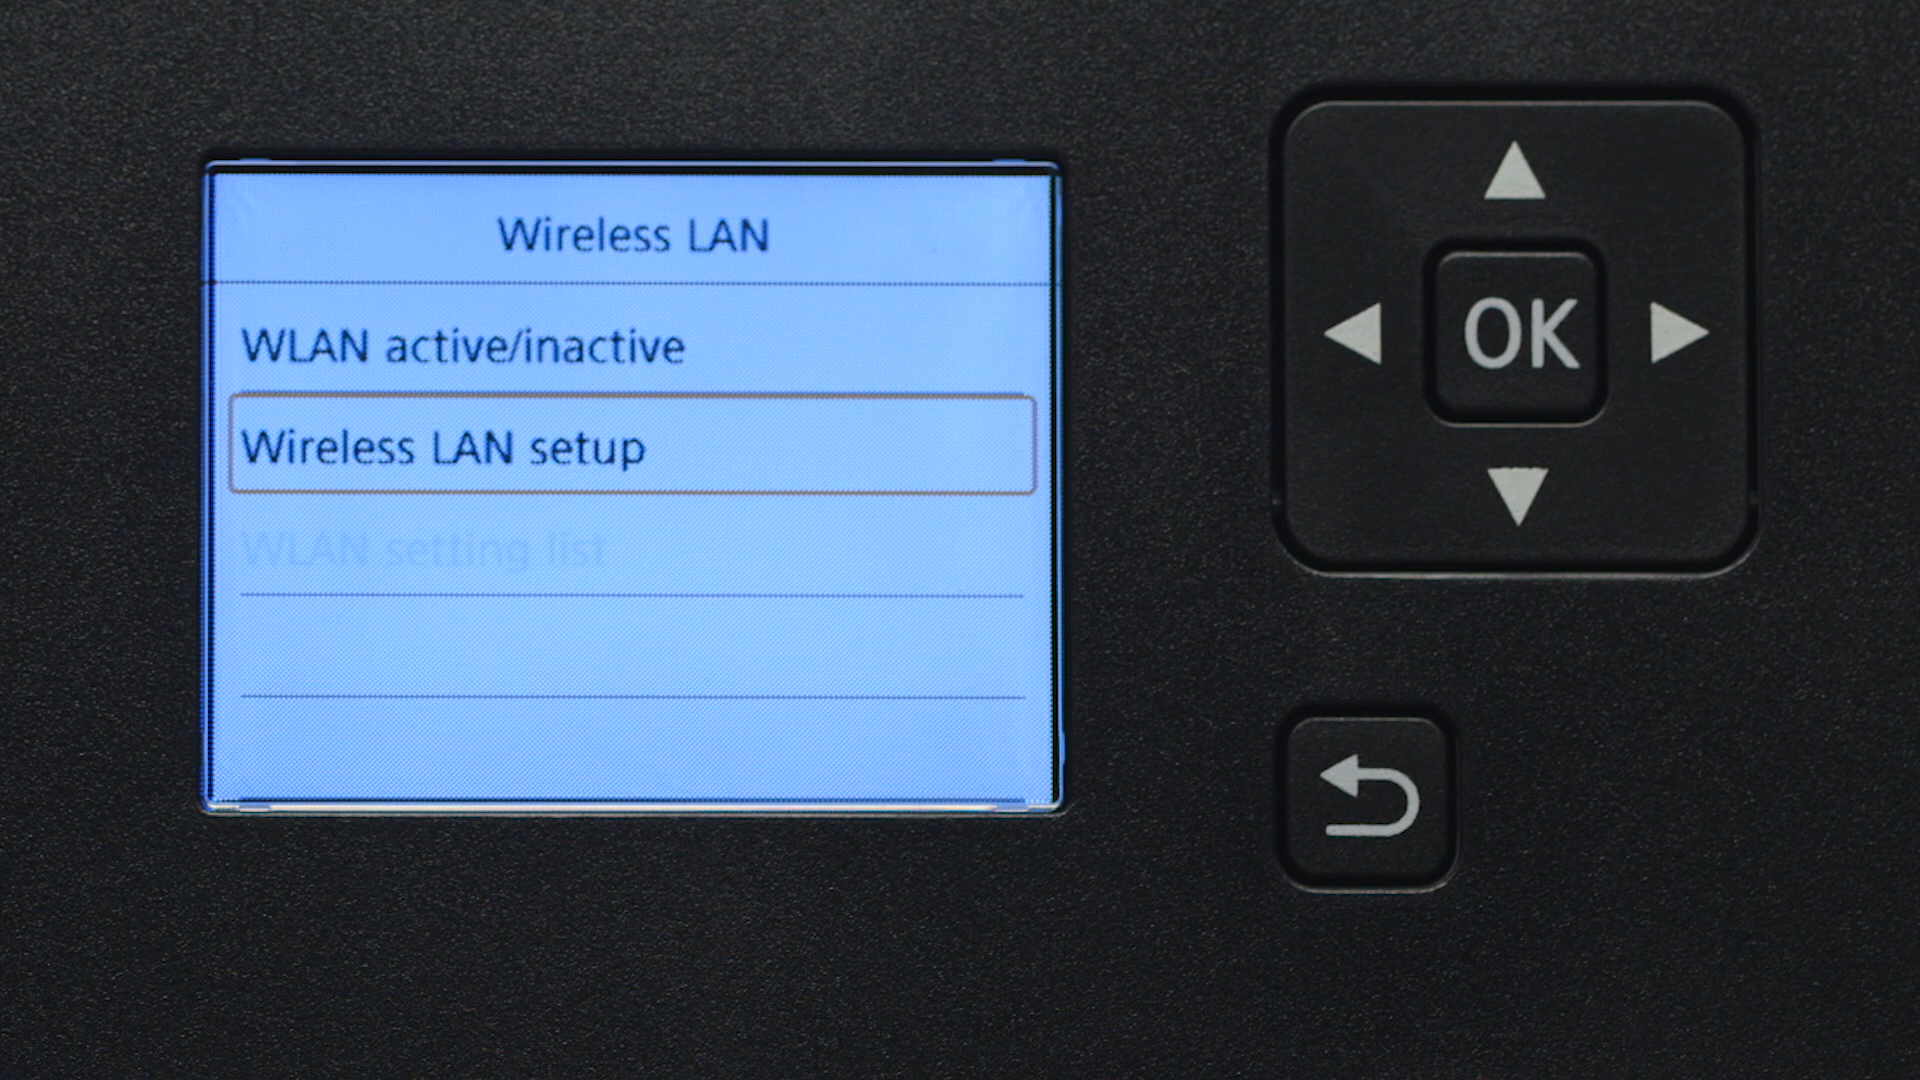 Wireless LAN
WLAN active/inactive
Wireless LAN setup
WLAN setting list
OK